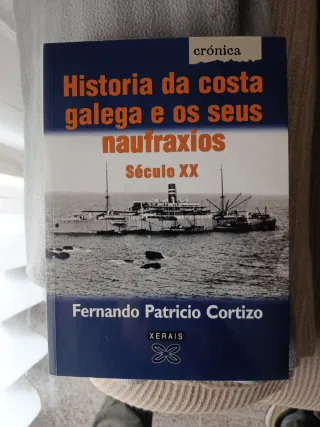 crónica
Historia da costa
galega e os seus
naufraxios
Século XX
Fernando Patricio Cortizo
XERAIS